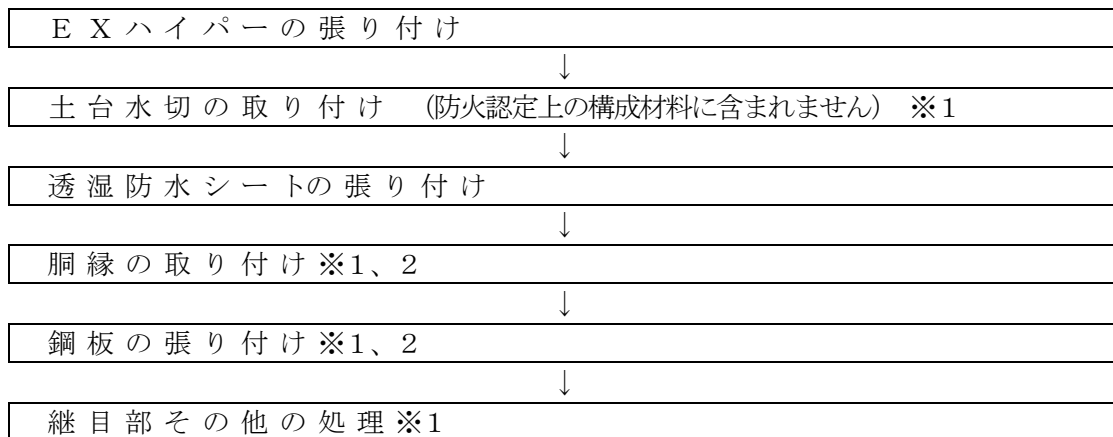 ＥＸハイパーの張り付け
↓
土台水切の取り付け （防火認定上の構成材料に含まれません） ※１
↓
透湿防水シートの張り付け
↓
胴縁の取り付け※１、２
↓
鋼板の張り付け※１、２
↓
継目部その他の処理※１